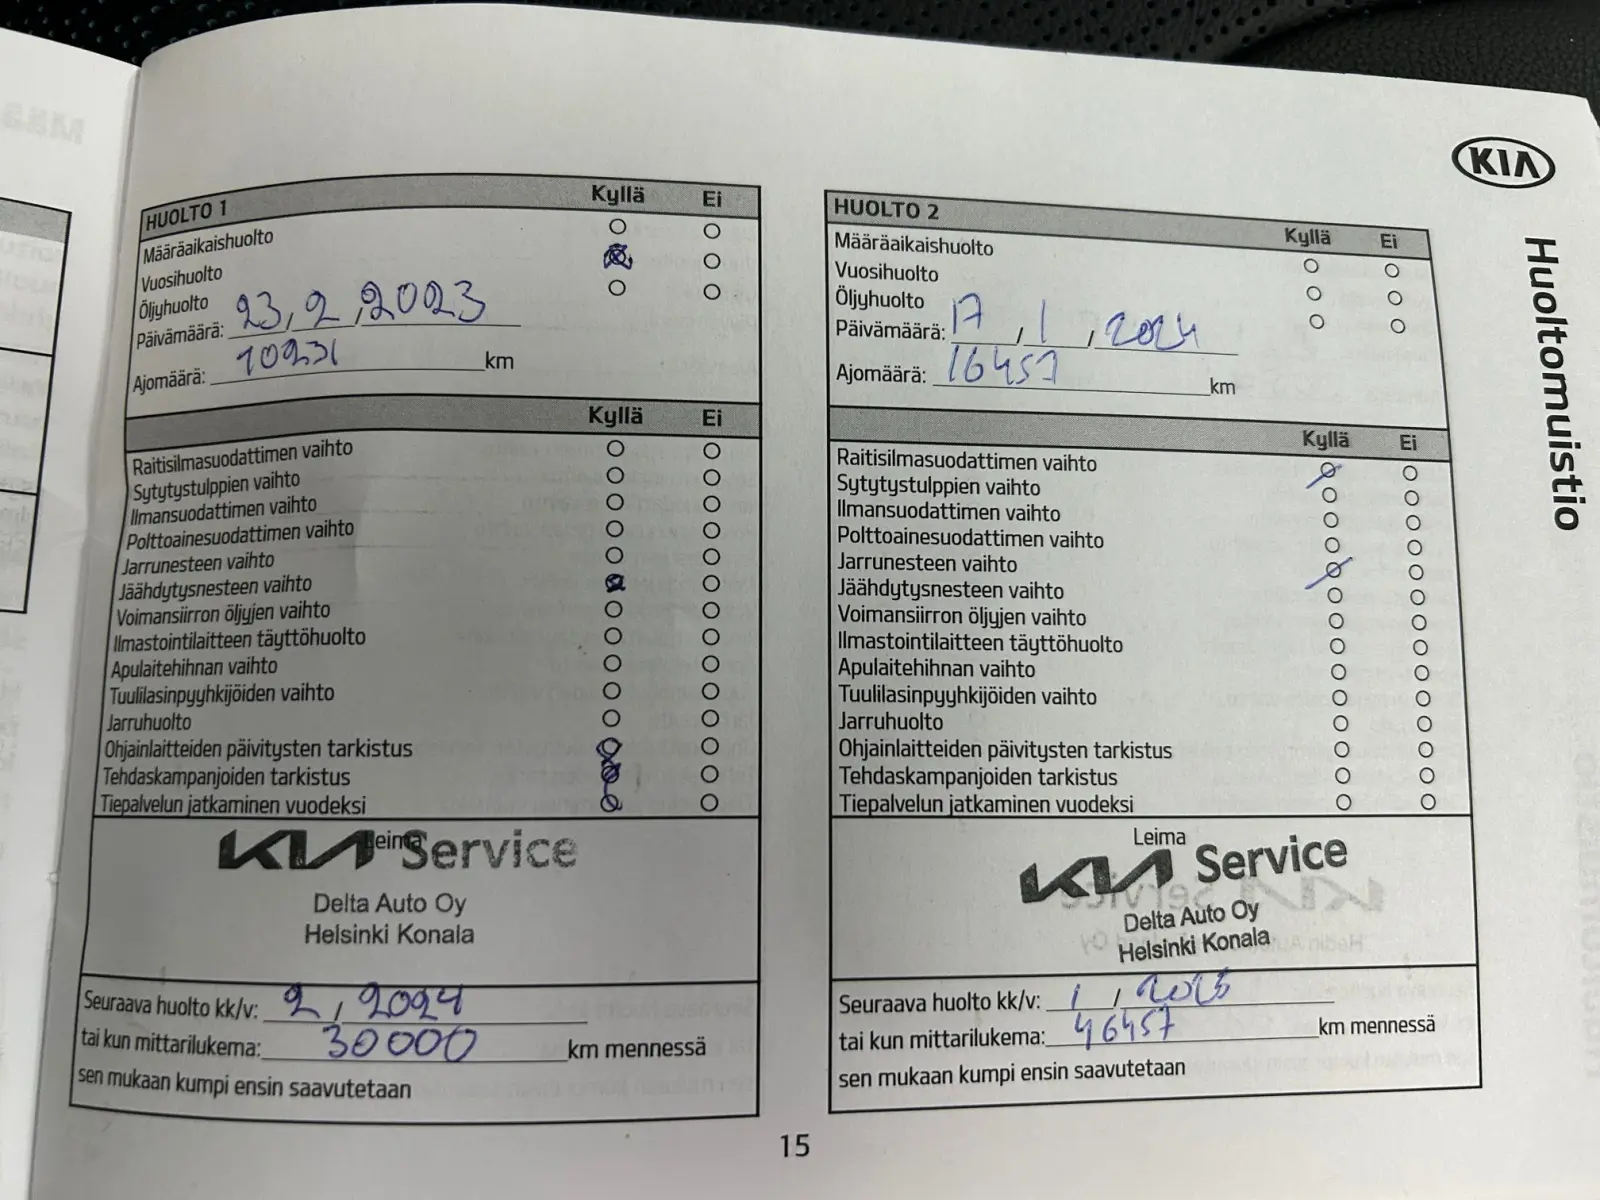 KIA
Huoltomuistio
HUOLTO 1 Kyllä Ei
Määräaikaishuolto
Vuosihuolto
Öljyhuolto
Päivämäärä: 23, 2, 2023
Ajomäärä: 10231 km
Kyllä Ei
Raitisilmasuodattimen vaihto
Sytytystulppien vaihto
Ilmansuodattimen vaihto
Polttoainesuodattimen vaihto
Jarrunesteen vaihto
Jäähdytysnesteen vaihto
Voimansiirron öljyjen vaihto
Ilmastointilaitteen täyttöhuolto
Apulaitehihnan vaihto
Tuulilasinpyyhkijöiden vaihto
Jarruhuolto
Ohjainlaitteiden päivitysten tarkistus
Tehdaskampanjoiden tarkistus
Tiepalvelun jatkaminen vuodeksi
Leima
KIA Service
Delta Auto Oy
Helsinki Konala
Seuraava huolto kk/v: 2, 2024
tai kun mittarilukema: 30000 km mennessä
sen mukaan kumpi ensin saavutetaan
HUOLTO 2 Kyllä Ei
Määräaikaishuolto
Vuosihuolto
Öljyhuolto
Päivämäärä: 17, 1, 2024
Ajomäärä: 16457 km
Kyllä Ei
Raitisilmasuodattimen vaihto
Sytytystulppien vaihto
Ilmansuodattimen vaihto
Polttoainesuodattimen vaihto
Jarrunesteen vaihto
Jäähdytysnesteen vaihto
Voimansiirron öljyjen vaihto
Ilmastointilaitteen täyttöhuolto
Apulaitehihnan vaihto
Tuulilasinpyyhkijöiden vaihto
Jarruhuolto
Ohjainlaitteiden päivitysten tarkistus
Tehdaskampanjoiden tarkistus
Tiepalvelun jatkaminen vuodeksi
Leima
KIA Service
Delta Auto Oy
Helsinki Konala
Seuraava huolto kk/v: 1, 2025
tai kun mittarilukema: 46457 km mennessä
sen mukaan kumpi ensin saavutetaan
15